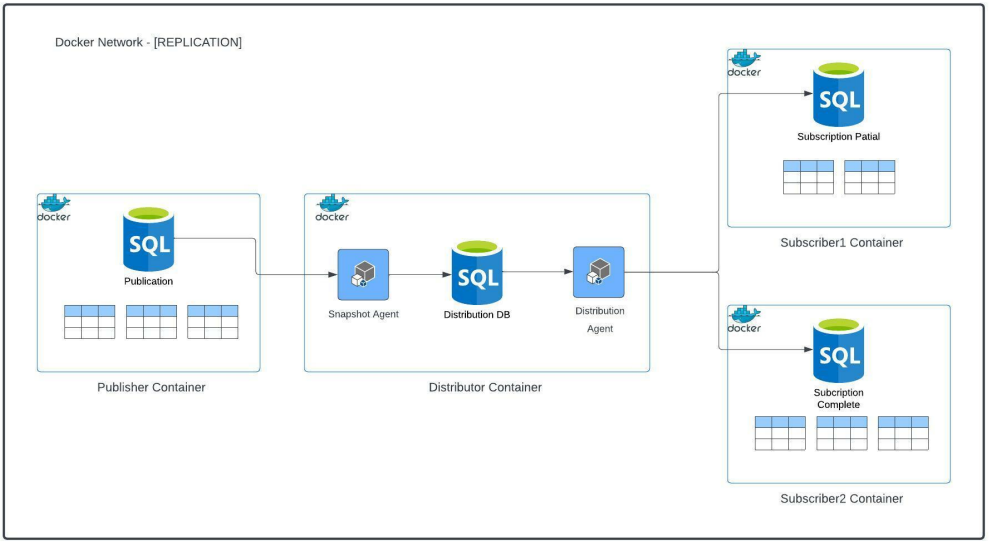 Docker Network - [REPLICATION]
docker
SQL
Publication
Publisher Container
docker
Snapshot Agent
SQL
Distribution DB
Distribution
Agent
Distributor Container
docker
SQL
Subscription Patial
Subscriber1 Container
docker
SQL
Subcription
Complete
Subscriber2 Container